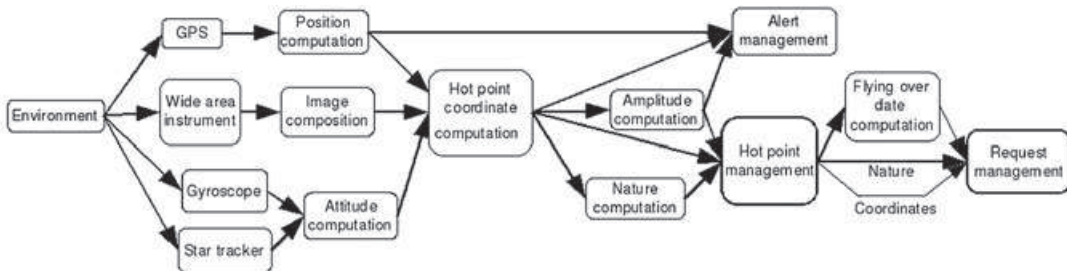 Environment
GPS
Wide area
instrument
Gyroscope
Star tracker
Position
computation
Image
composition
Attitude
computation
Hot point
coordinate
computation
Alert
management
Amplitude
computation
Nature
computation
Hot point
management
Flying over
date
computation
Nature
Coordinates
Request
management